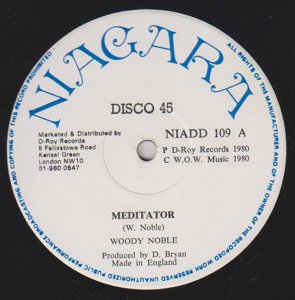 NIAGARA
DISCO 45
Marketed & Distributed by
D-Roy Records
5 Felixstowe Road
Kensal Green
London NW10
01-960 0647
NIADD 109 A
P D-Roy Records 1980
C W.O.W. Music 1980
MEDITATOR
(W. Noble)
WOODY NOBLE
Produced by D. Bryan
Made in England
ALL RIGHTS OF THE MANUFACTURER AND OF THE OWNER OF THE RECORDED WORK RESERVED UNAUTHORIZED PUBLIC PERFORMANCE BROADCASTING AND COPYING OF THIS RECORD PROHIBITED